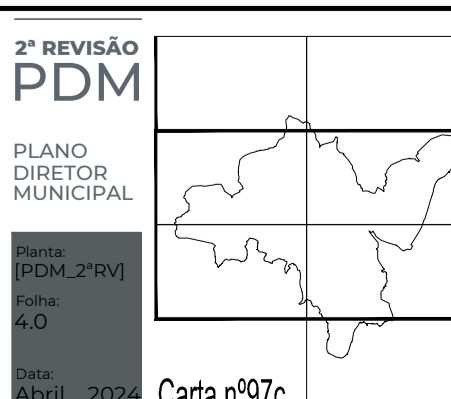 2ª REVISÃO
PDM
PLANO
DIRETOR
MUNICIPAL
Planta:
[PDM_2ªRV]
Folha:
4.0
Data:
Abril _ 2024
Carta nº97c